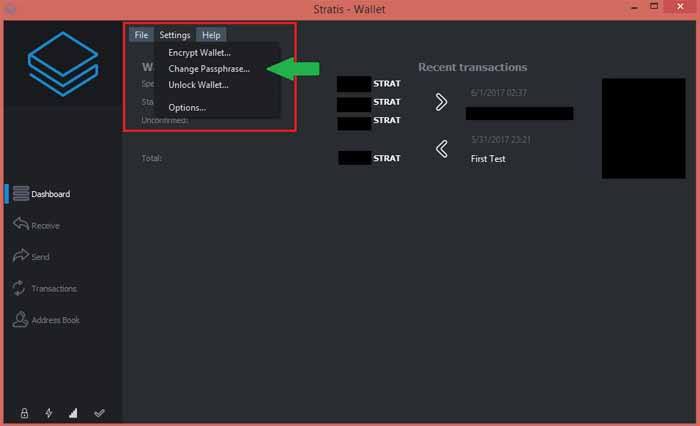 Stratis - Wallet
File Settings Help
Encrypt Wallet...
Change Passphrase...
Unlock Wallet...
Options...
Unconfirmed:
Total:
STRAT
STRAT
STRAT
STRAT
Recent transactions
6/1/2017 02:37
5/31/2017 23:21
First Test
Dashboard
Receive
Send
Transactions
Address Book